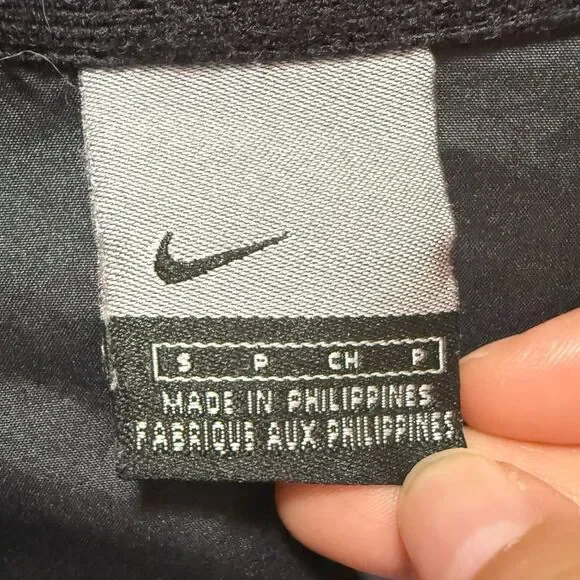 S P CH P
MADE IN PHILIPPINES
FABRIQUE AUX PHILIPPINES